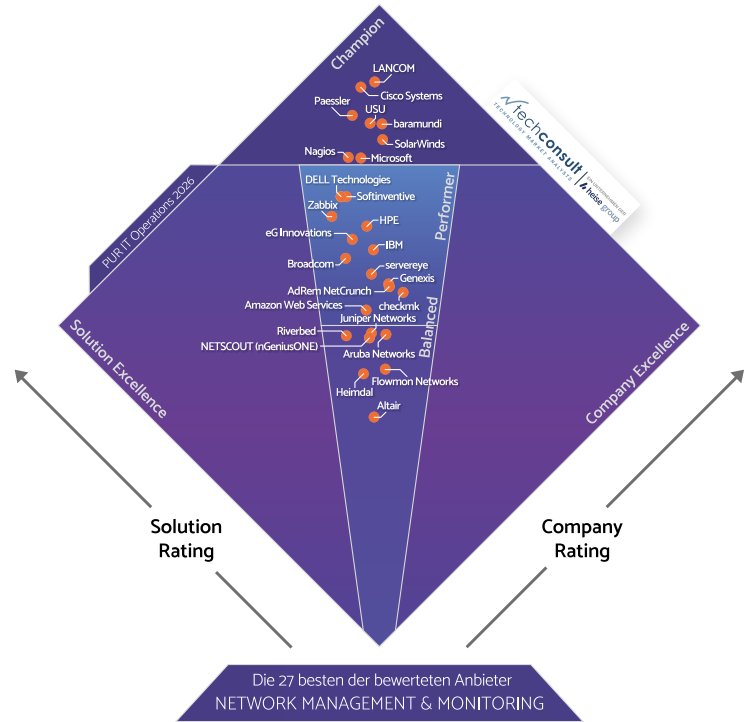 Champion
LANCOM
Cisco Systems
Paessler
USU
baramundi
SolarWinds
Nagios
Microsoft
techconsult
TECHNOLOGY MARKET ANALYSTS
EIN UNTERNEHMEN DER
heise group
PUR IT Operations 2026
DELL Technologies
Softinventive
Zabbix
HPE
Performer
eG Innovations
IBM
Broadcom
servereye
Genexis
AdRem NetCrunch
checkmk
Amazon Web Services
Juniper Networks
Balanced
Riverbed
NETSCOUT (nGeniusONE)
Aruba Networks
Flowmon Networks
Heimdal
Altair
Solution Excellence
Company Excellence
Solution
Rating
Company
Rating
Die 27 besten der bewerteten Anbieter
NETWORK MANAGEMENT & MONITORING